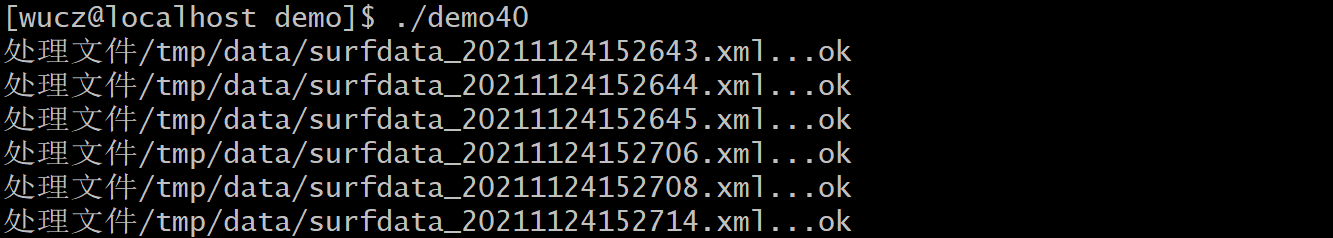 [wucz@localhost demo]$ ./demo40
处理文件/tmp/data/surfdata_20211124152643.xml...ok
处理文件/tmp/data/surfdata_20211124152644.xml...ok
处理文件/tmp/data/surfdata_20211124152645.xml...ok
处理文件/tmp/data/surfdata_20211124152706.xml...ok
处理文件/tmp/data/surfdata_20211124152708.xml...ok
处理文件/tmp/data/surfdata_20211124152714.xml...ok